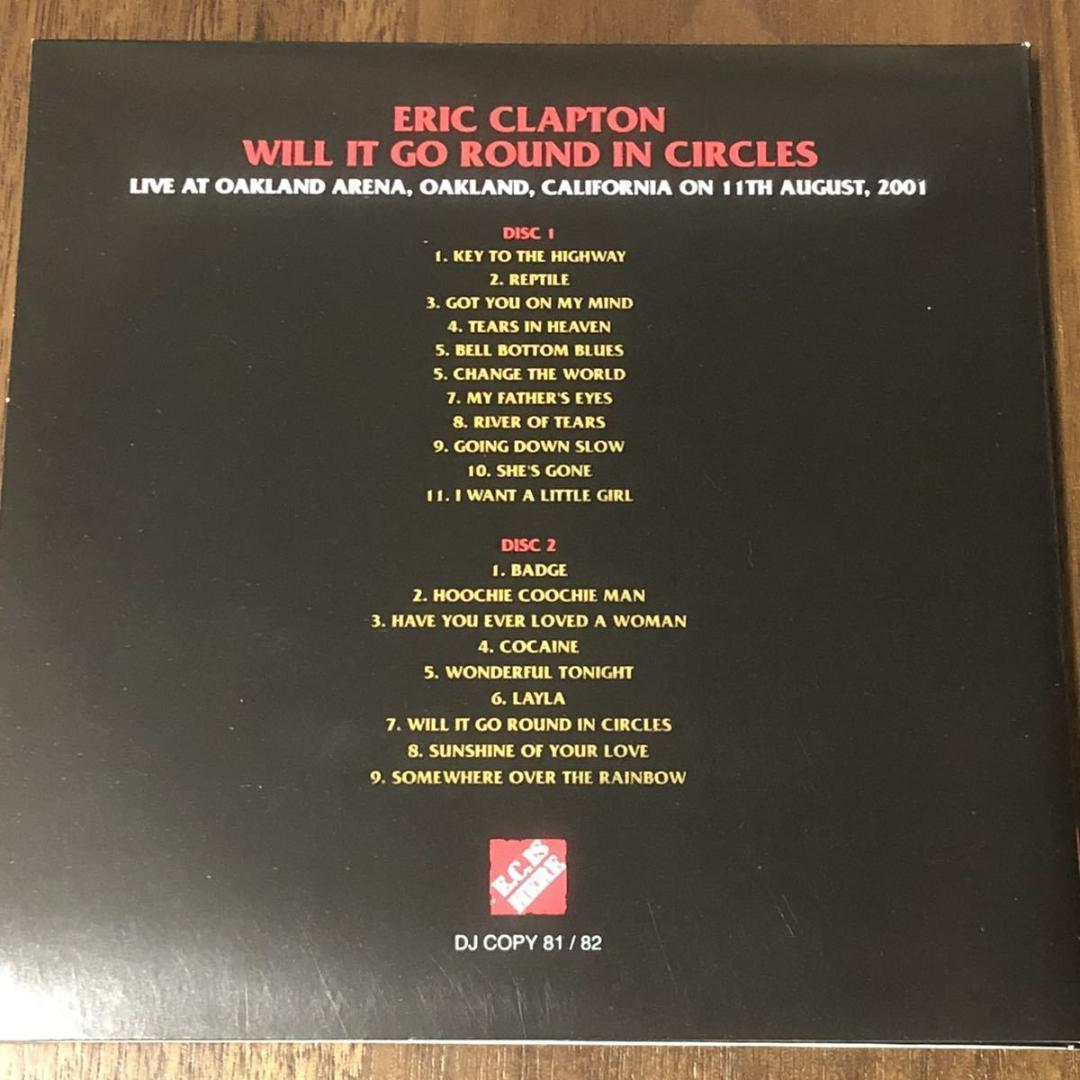 ERIC CLAPTON
WILL IT GO ROUND IN CIRCLES
LIVE AT OAKLAND ARENA, OAKLAND, CALIFORNIA ON 11TH AUGUST, 2001
DISC 1
1. KEY TO THE HIGHWAY
2. REPTILE
3. GOT YOU ON MY MIND
4. TEARS IN HEAVEN
5. BELL BOTTOM BLUES
5. CHANGE THE WORLD
7. MY FATHER'S EYES
8. RIVER OF TEARS
9. GOING DOWN SLOW
10. SHE'S GONE
11. I WANT A LITTLE GIRL
DISC 2
1. BADGE
2. HOOCHIE COOCHIE MAN
3. HAVE YOU EVER LOVED A WOMAN
4. COCAINE
5. WONDERFUL TONIGHT
6. LAYLA
7. WILL IT GO ROUND IN CIRCLES
8. SUNSHINE OF YOUR LOVE
9. SOMEWHERE OVER THE RAINBOW
E.C. IS
HERE
DJ COPY 81 / 82